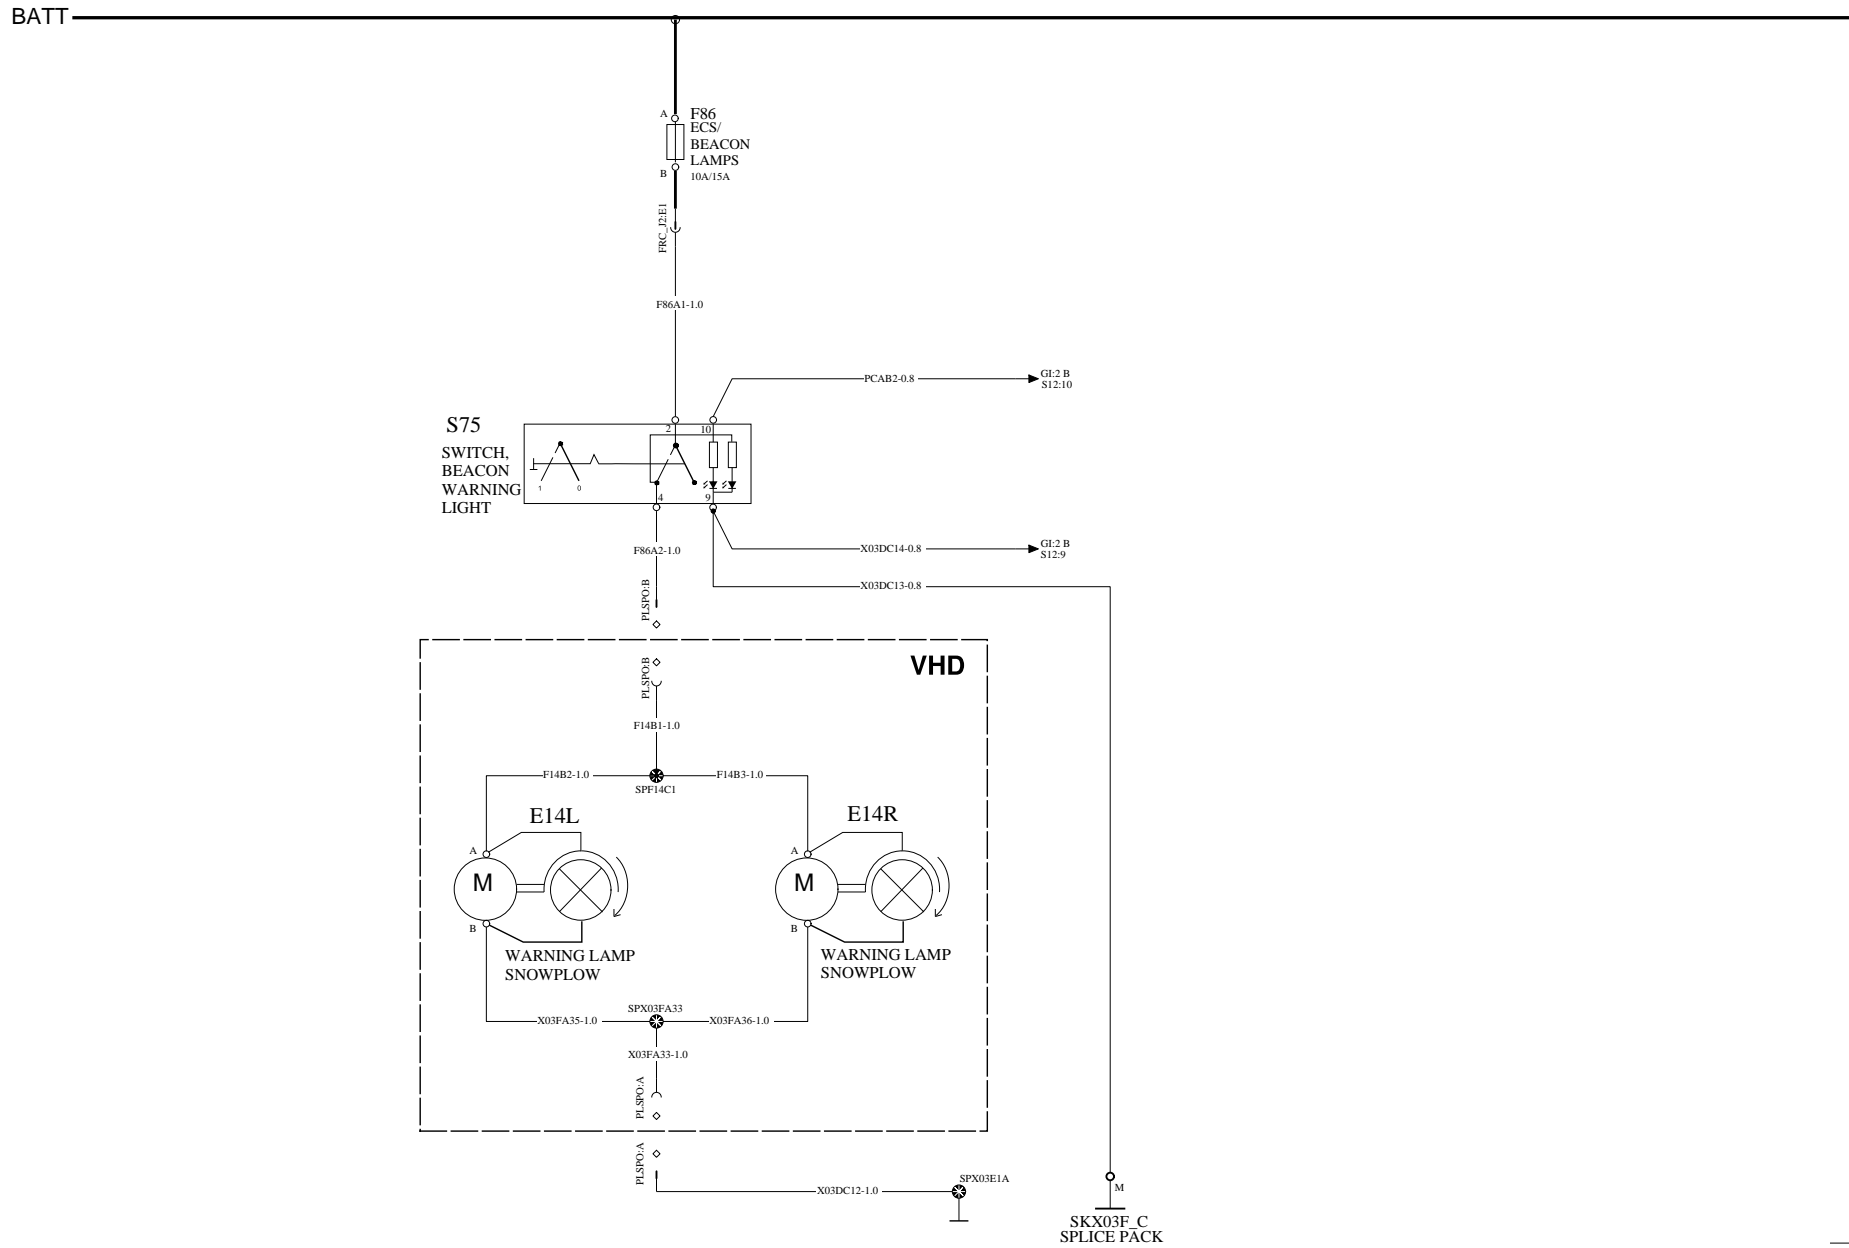 BATT
A
F86
ECS/
BEACON
LAMPS
B
10A/15A
FRC_J2:E1
F86A1-1.0
PCAB2-0.8
GI:2 B
S12:10
S75
SWITCH,
BEACON
WARNING
LIGHT
2
10
1
0
4
9
F86A2-1.0
X03DC14-0.8
GI:2 B
S12:9
X03DC13-0.8
PLSPO:B
VHD
PLSPO:B
F14B1-1.0
F14B2-1.0
F14B3-1.0
SPF14C1
E14L
E14R
A
A
M
M
B
B
WARNING LAMP
SNOWPLOW
WARNING LAMP
SNOWPLOW
SPX03FA33
X03FA35-1.0
X03FA36-1.0
X03FA33-1.0
PLSPO:A
PLSPO:A
SPX03E1A
X03DC12-1.0
M
SKX03F_C
SPLICE PACK